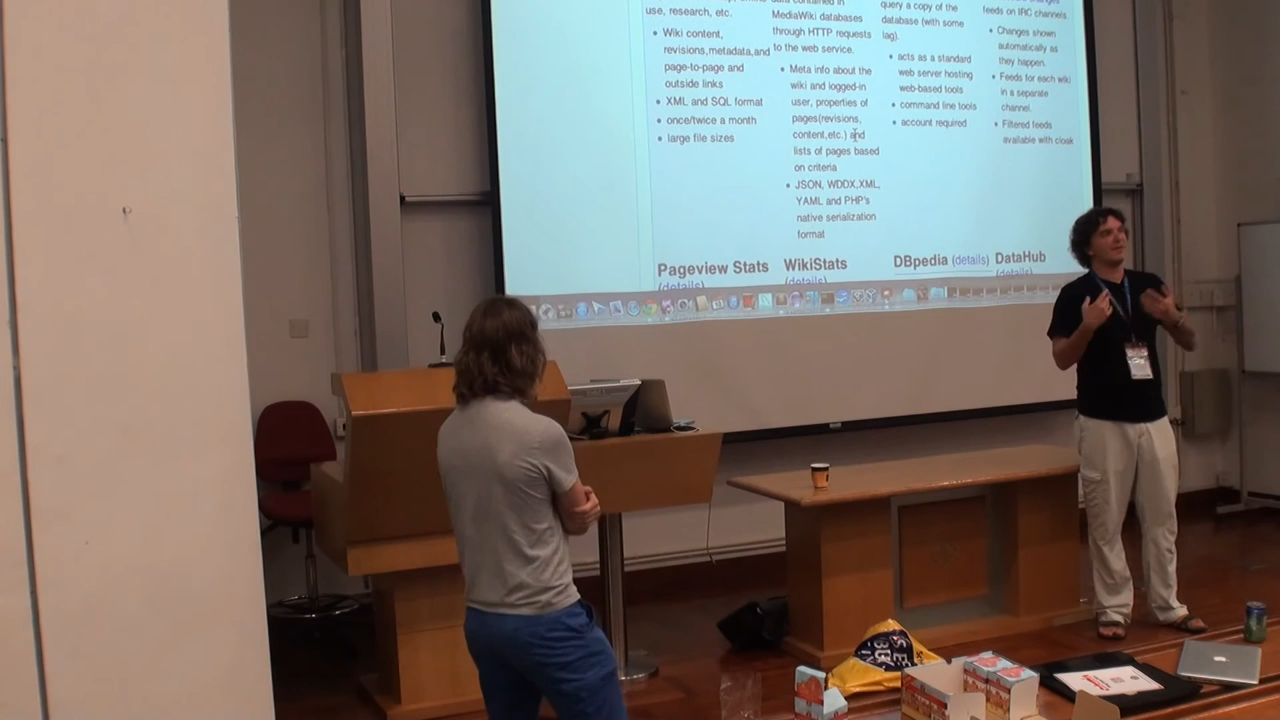 use, research, etc.
• Wiki content,
revisions,metadata,and
page-to-page and
outside links
• XML and SQL format
• once/twice a month
• large file sizes
MediaWiki databases
through HTTP requests
to the web service.
• Meta info about the
wiki and logged-in
user, properties of
pages(revisions,
content,etc.) and
lists of pages based
on criteria
• JSON, WDDX,XML,
YAML and PHP's
native serialization
format
query a copy of the
database (with some
lag).
• acts as a standard
web server hosting
web-based tools
• command line tools
• account required
feeds on IRC channels.
• Changes shown
automatically as
they happen.
• Feeds for each wiki
in a separate
channel.
• Filtered feeds
available with cloak
Pageview Stats
(details)
WikiStats
(details)
DBpedia (details)
DataHub
(details)